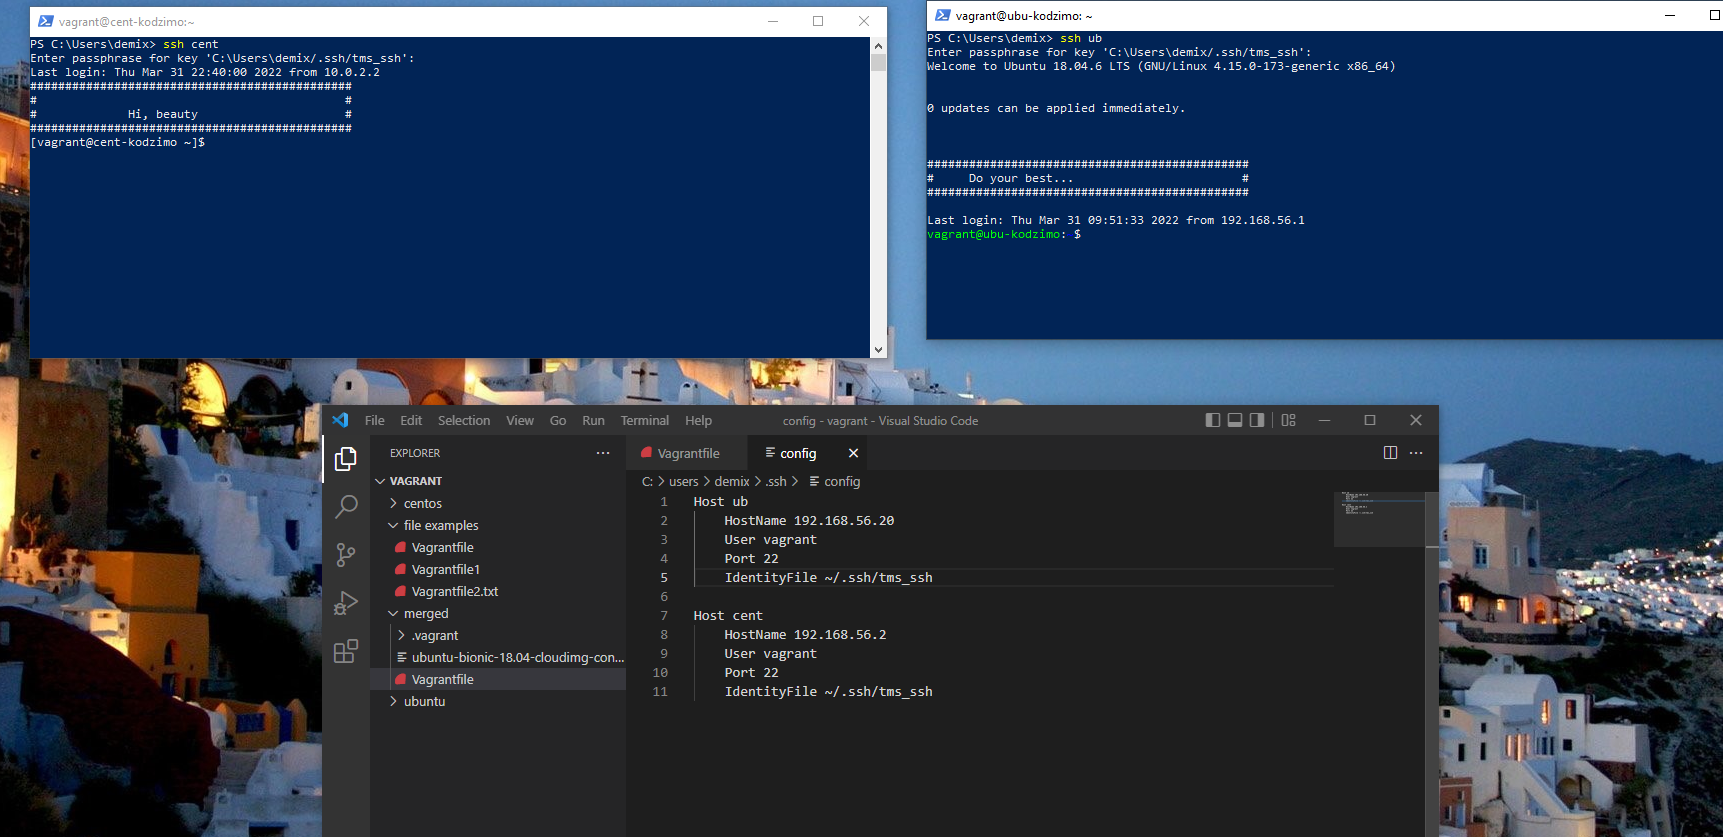 vagrant@cent-kodzimo:~
PS C:\Users\demix> ssh cent
Enter passphrase for key 'C:\Users\demix/.ssh/tms_ssh':
Last login: Thu Mar 31 22:40:00 2022 from 10.0.2.2
##############################################
#                                            #
#             Hi, beauty                     #
##############################################
[vagrant@cent-kodzimo ~]$
vagrant@ubu-kodzimo: ~
PS C:\Users\demix> ssh ub
Enter passphrase for key 'C:\Users\demix/.ssh/tms_ssh':
Welcome to Ubuntu 18.04.6 LTS (GNU/Linux 4.15.0-173-generic x86_64)
0 updates can be applied immediately.
##############################################
#     Do your best...                        #
##############################################
Last login: Thu Mar 31 09:51:33 2022 from 192.168.56.1
vagrant@ubu-kodzimo: $
File Edit Selection View Go Run Terminal Help config - vagrant - Visual Studio Code
EXPLORER
VAGRANT
centos
file examples
Vagrantfile
Vagrantfile1
Vagrantfile2.txt
merged
.vagrant
ubuntu-bionic-18.04-cloudimg-con...
Vagrantfile
ubuntu
Vagrantfile config
C: > users > demix > .ssh > config
1 Host ub
2     HostName 192.168.56.20
3     User vagrant
4     Port 22
5     IdentityFile ~/.ssh/tms_ssh
6
7 Host cent
8     HostName 192.168.56.2
9     User vagrant
10     Port 22
11     IdentityFile ~/.ssh/tms_ssh